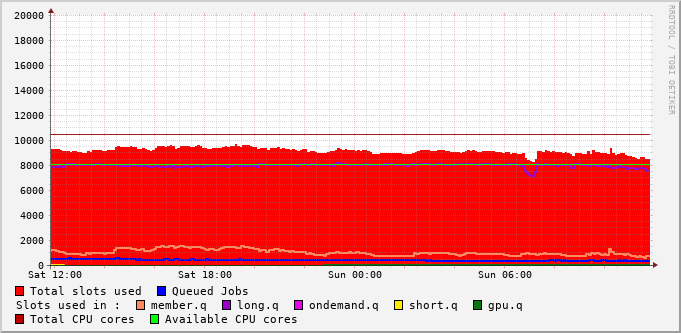 20000
18000
16000
14000
12000
10000
8000
6000
4000
2000
0
Sat 12:00 Sat 18:00 Sun 00:00 Sun 06:00
Total slots used Queued Jobs
Slots used in : member.q long.q ondemand.q short.q gpu.q
Total CPU cores Available CPU cores
RRDTOOL / TOBI OETIKER